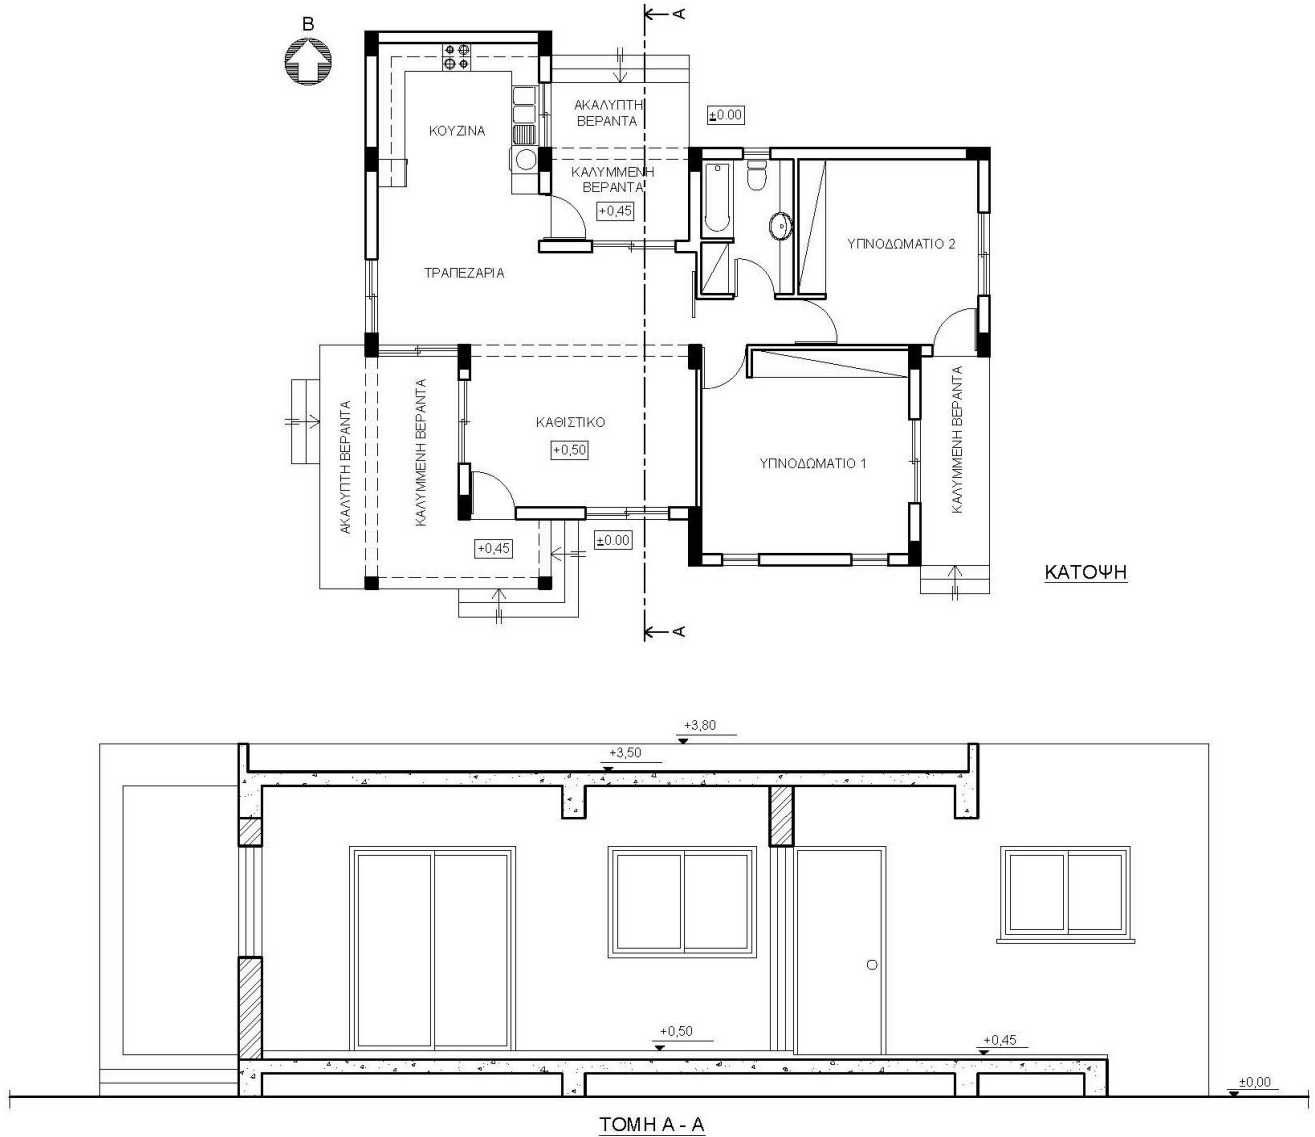 Β
Α
ΚΟΥΖΙΝΑ
ΑΚΑΛΥΠΤΗ
ΒΕΡΑΝΤΑ
±0.00
ΚΑΛΥΜΜΕΝΗ
ΒΕΡΑΝΤΑ
+0,45
ΥΠΝΟΔΩΜΑΤΙΟ 2
ΤΡΑΠΕΖΑΡΙΑ
ΑΚΑΛΥΠΤΗ ΒΕΡΑΝΤΑ
ΚΑΛΥΜΜΕΝΗ ΒΕΡΑΝΤΑ
ΚΑΘΙΣΤΙΚΟ
+0,50
ΥΠΝΟΔΩΜΑΤΙΟ 1
ΚΑΛΥΜΜΕΝΗ ΒΕΡΑΝΤΑ
+0,45
±0.00
ΚΑΤΟΨΗ
Α
+3,80
+3,50
+0,50
+0,45
±0,00
ΤΟΜΗ Α - Α